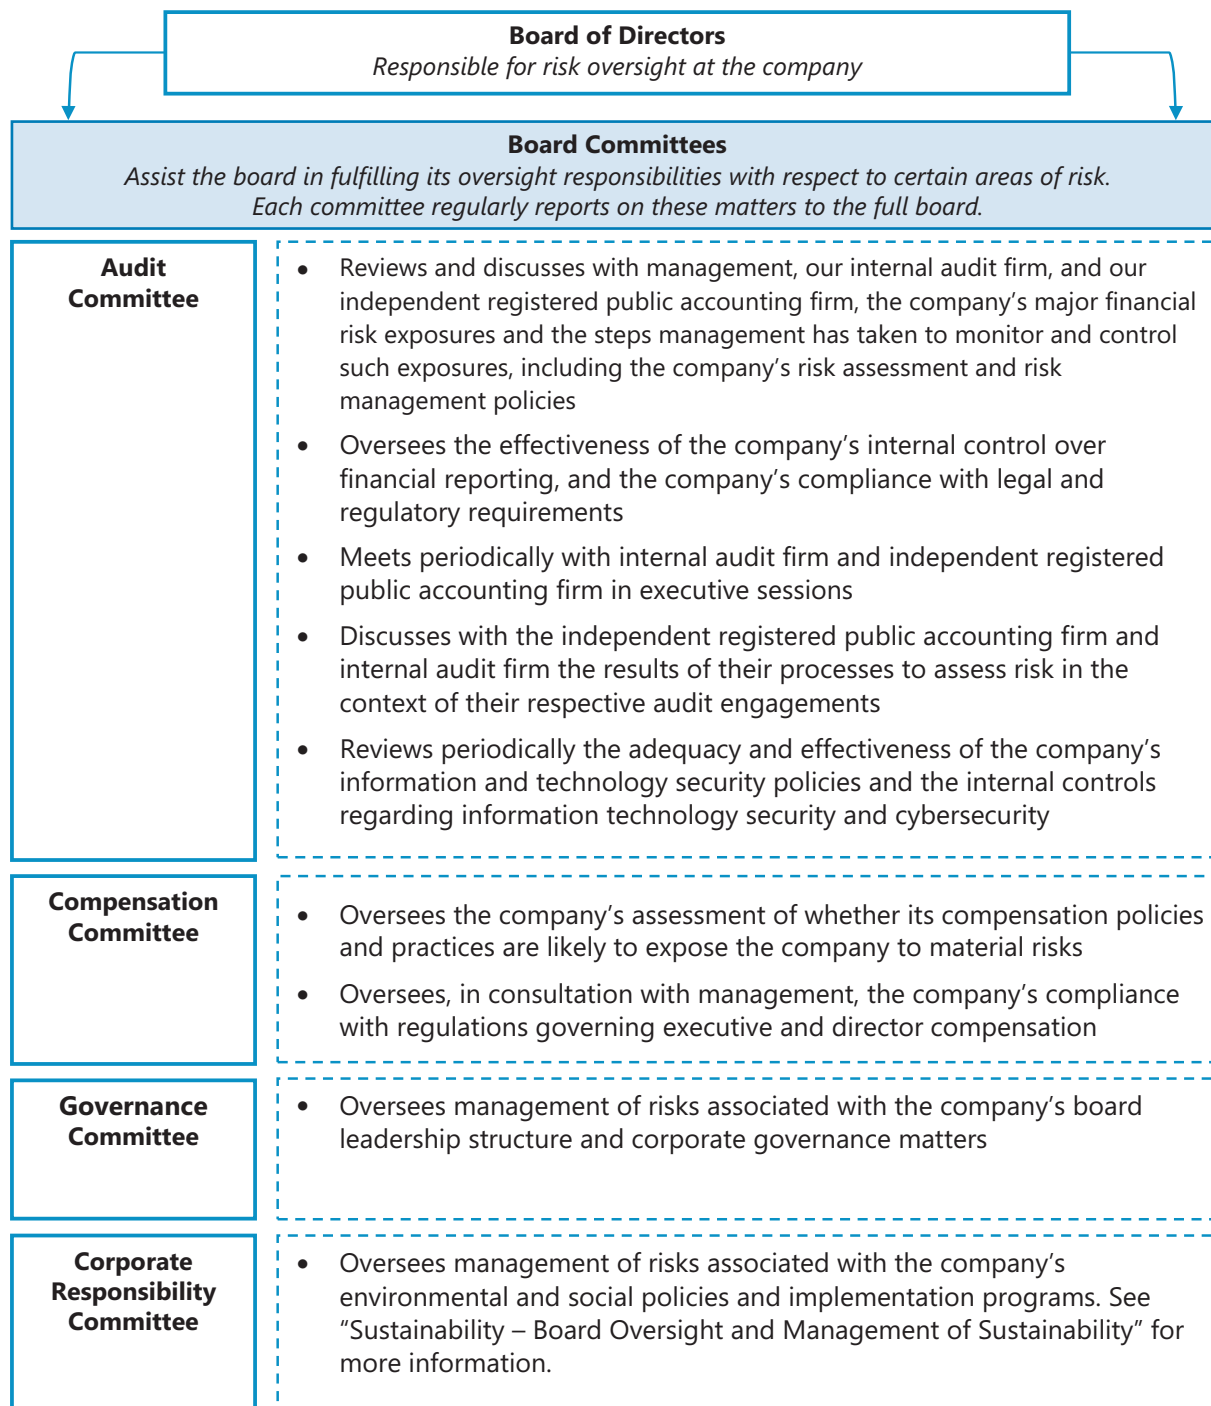 Board of Directors
Responsible for risk oversight at the company
Board Committees
Assist the board in fulfilling its oversight responsibilities with respect to certain areas of risk.
Each committee regularly reports on these matters to the full board.
Audit
Committee
• Reviews and discusses with management, our internal audit firm, and our
independent registered public accounting firm, the company’s major financial
risk exposures and the steps management has taken to monitor and control
such exposures, including the company’s risk assessment and risk
management policies
• Oversees the effectiveness of the company’s internal control over
financial reporting, and the company’s compliance with legal and
regulatory requirements
• Meets periodically with internal audit firm and independent registered
public accounting firm in executive sessions
• Discusses with the independent registered public accounting firm and
internal audit firm the results of their processes to assess risk in the
context of their respective audit engagements
• Reviews periodically the adequacy and effectiveness of the company’s
information and technology security policies and the internal controls
regarding information technology security and cybersecurity
Compensation
Committee
• Oversees the company’s assessment of whether its compensation policies
and practices are likely to expose the company to material risks
• Oversees, in consultation with management, the company’s compliance
with regulations governing executive and director compensation
Governance
Committee
• Oversees management of risks associated with the company’s board
leadership structure and corporate governance matters
Corporate
Responsibility
Committee
• Oversees management of risks associated with the company’s
environmental and social policies and implementation programs. See
“Sustainability – Board Oversight and Management of Sustainability” for
more information.